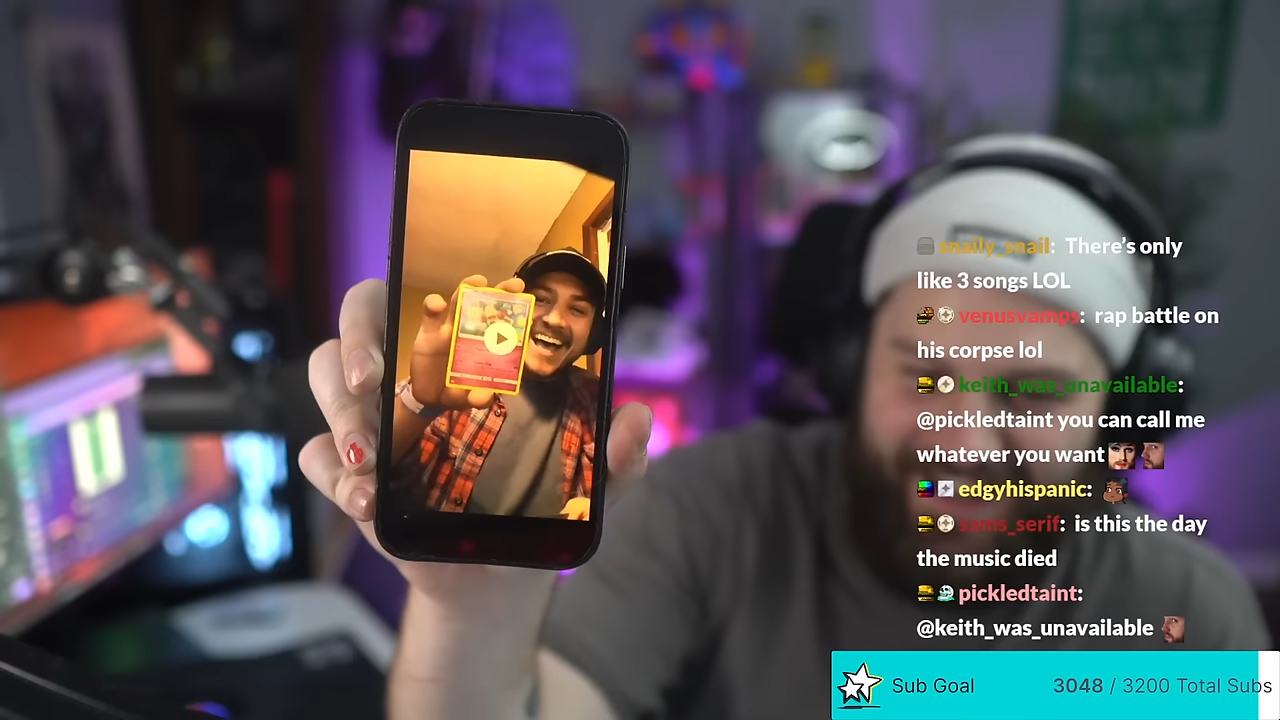 snaily_snail: There's only
like 3 songs LOL
venusvamps: rap battle on
his corpse lol
keith_was_unavailable:
@pickledtaint you can call me
whatever you want
edgyhispanic:
sams_serif: is this the day
the music died
pickledtaint:
@keith_was_unavailable
Sub Goal 3048 / 3200 Total Subs